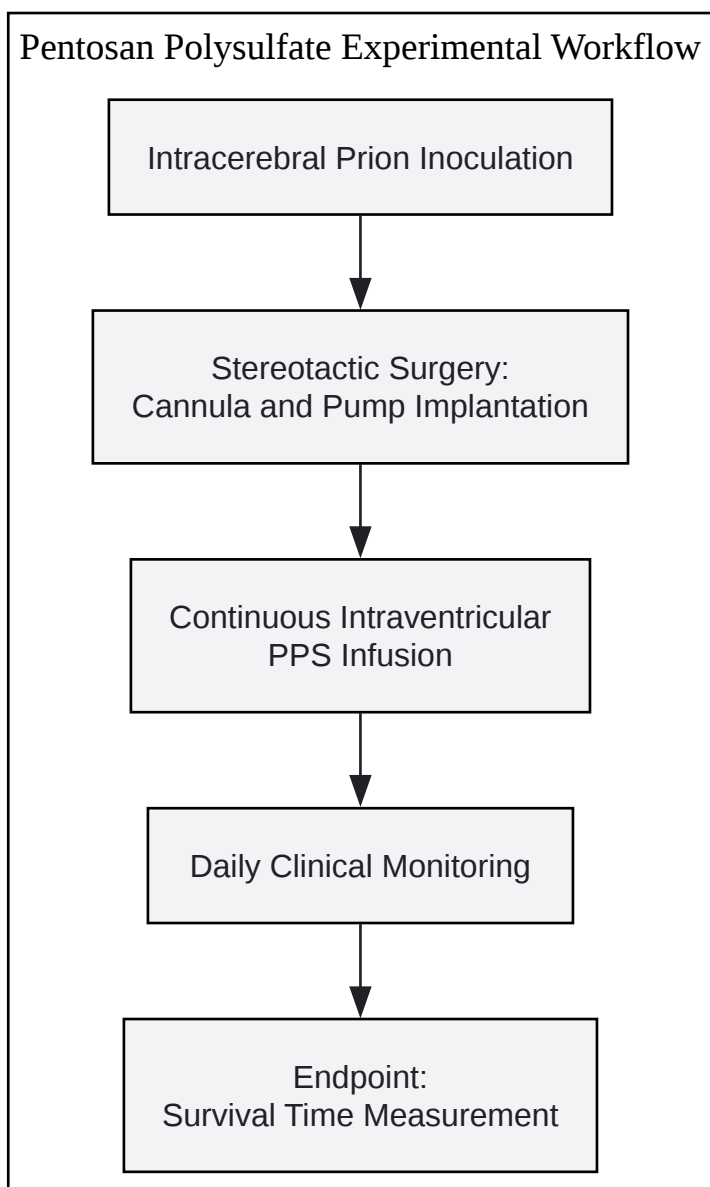 Pentosan Polysulfate Experimental Workflow
Intracerebral Prion Inoculation
Stereotactic Surgery:
Cannula and Pump Implantation
Continuous Intraventricular
PPS Infusion
Daily Clinical Monitoring
Endpoint:
Survival Time Measurement